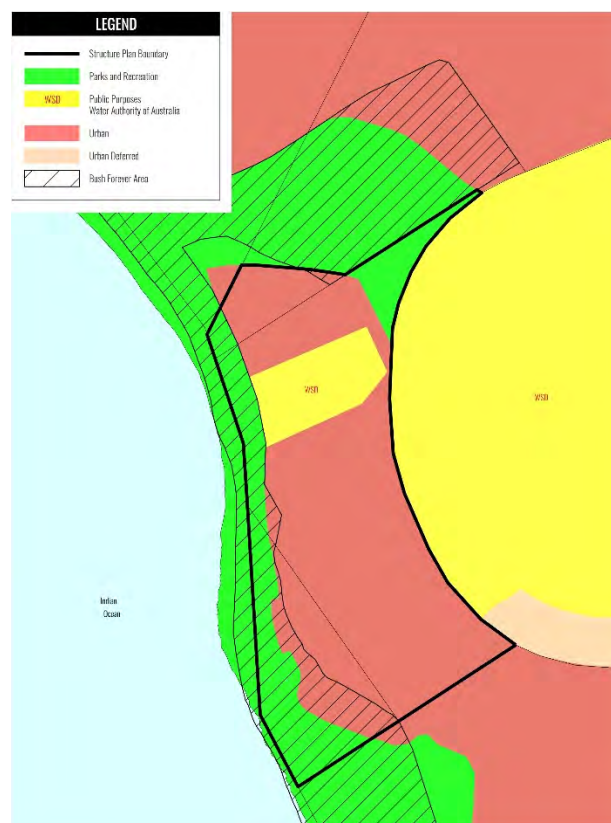 LEGEND
Structure Plan Boundary
Parks and Recreation
WSD
Public Purposes
Water Authority of Australia
Urban
Urban Deferred
Bush Forever Area
WSD
WSD
Indian
Ocean